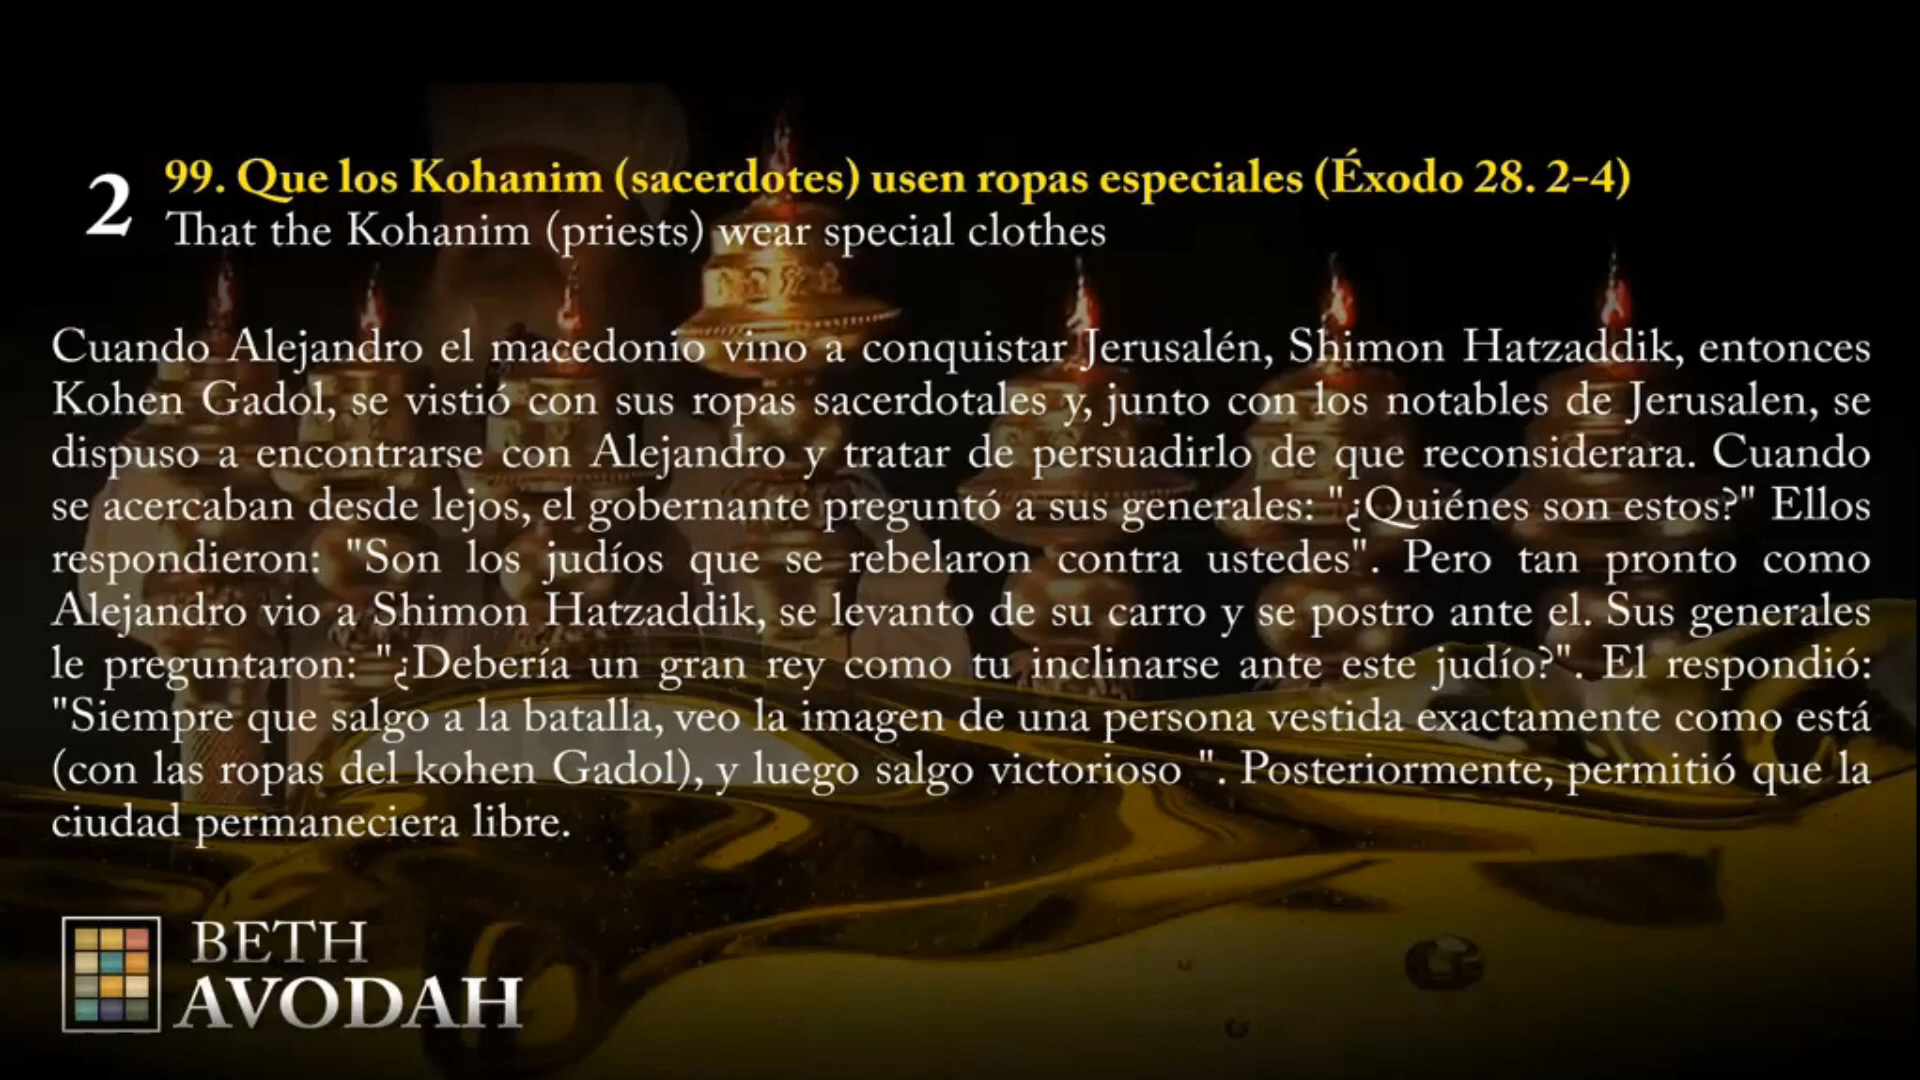 2
99. Que los Kohanim (sacerdotes) usen ropas especiales (Éxodo 28. 2-4)
That the Kohanim (priests) wear special clothes
Cuando Alejandro el macedonio vino a conquistar Jerusalén, Shimon Hatzaddik, entonces
Kohen Gadol, se vistió con sus ropas sacerdotales y, junto con los notables de Jerusalen, se
dispuso a encontrarse con Alejandro y tratar de persuadirlo de que reconsiderara. Cuando
se acercaban desde lejos, el gobernante preguntó a sus generales: "¿Quiénes son estos?" Ellos
respondieron: "Son los judíos que se rebelaron contra ustedes". Pero tan pronto como
Alejandro vio a Shimon Hatzaddik, se levanto de su carro y se postro ante el. Sus generales
le preguntaron: "¿Debería un gran rey como tu inclinarse ante este judío?". El respondió:
"Siempre que salgo a la batalla, veo la imagen de una persona vestida exactamente como está
(con las ropas del kohen Gadol), y luego salgo victorioso ". Posteriormente, permitió que la
ciudad permaneciera libre.
BETH
AVODAH